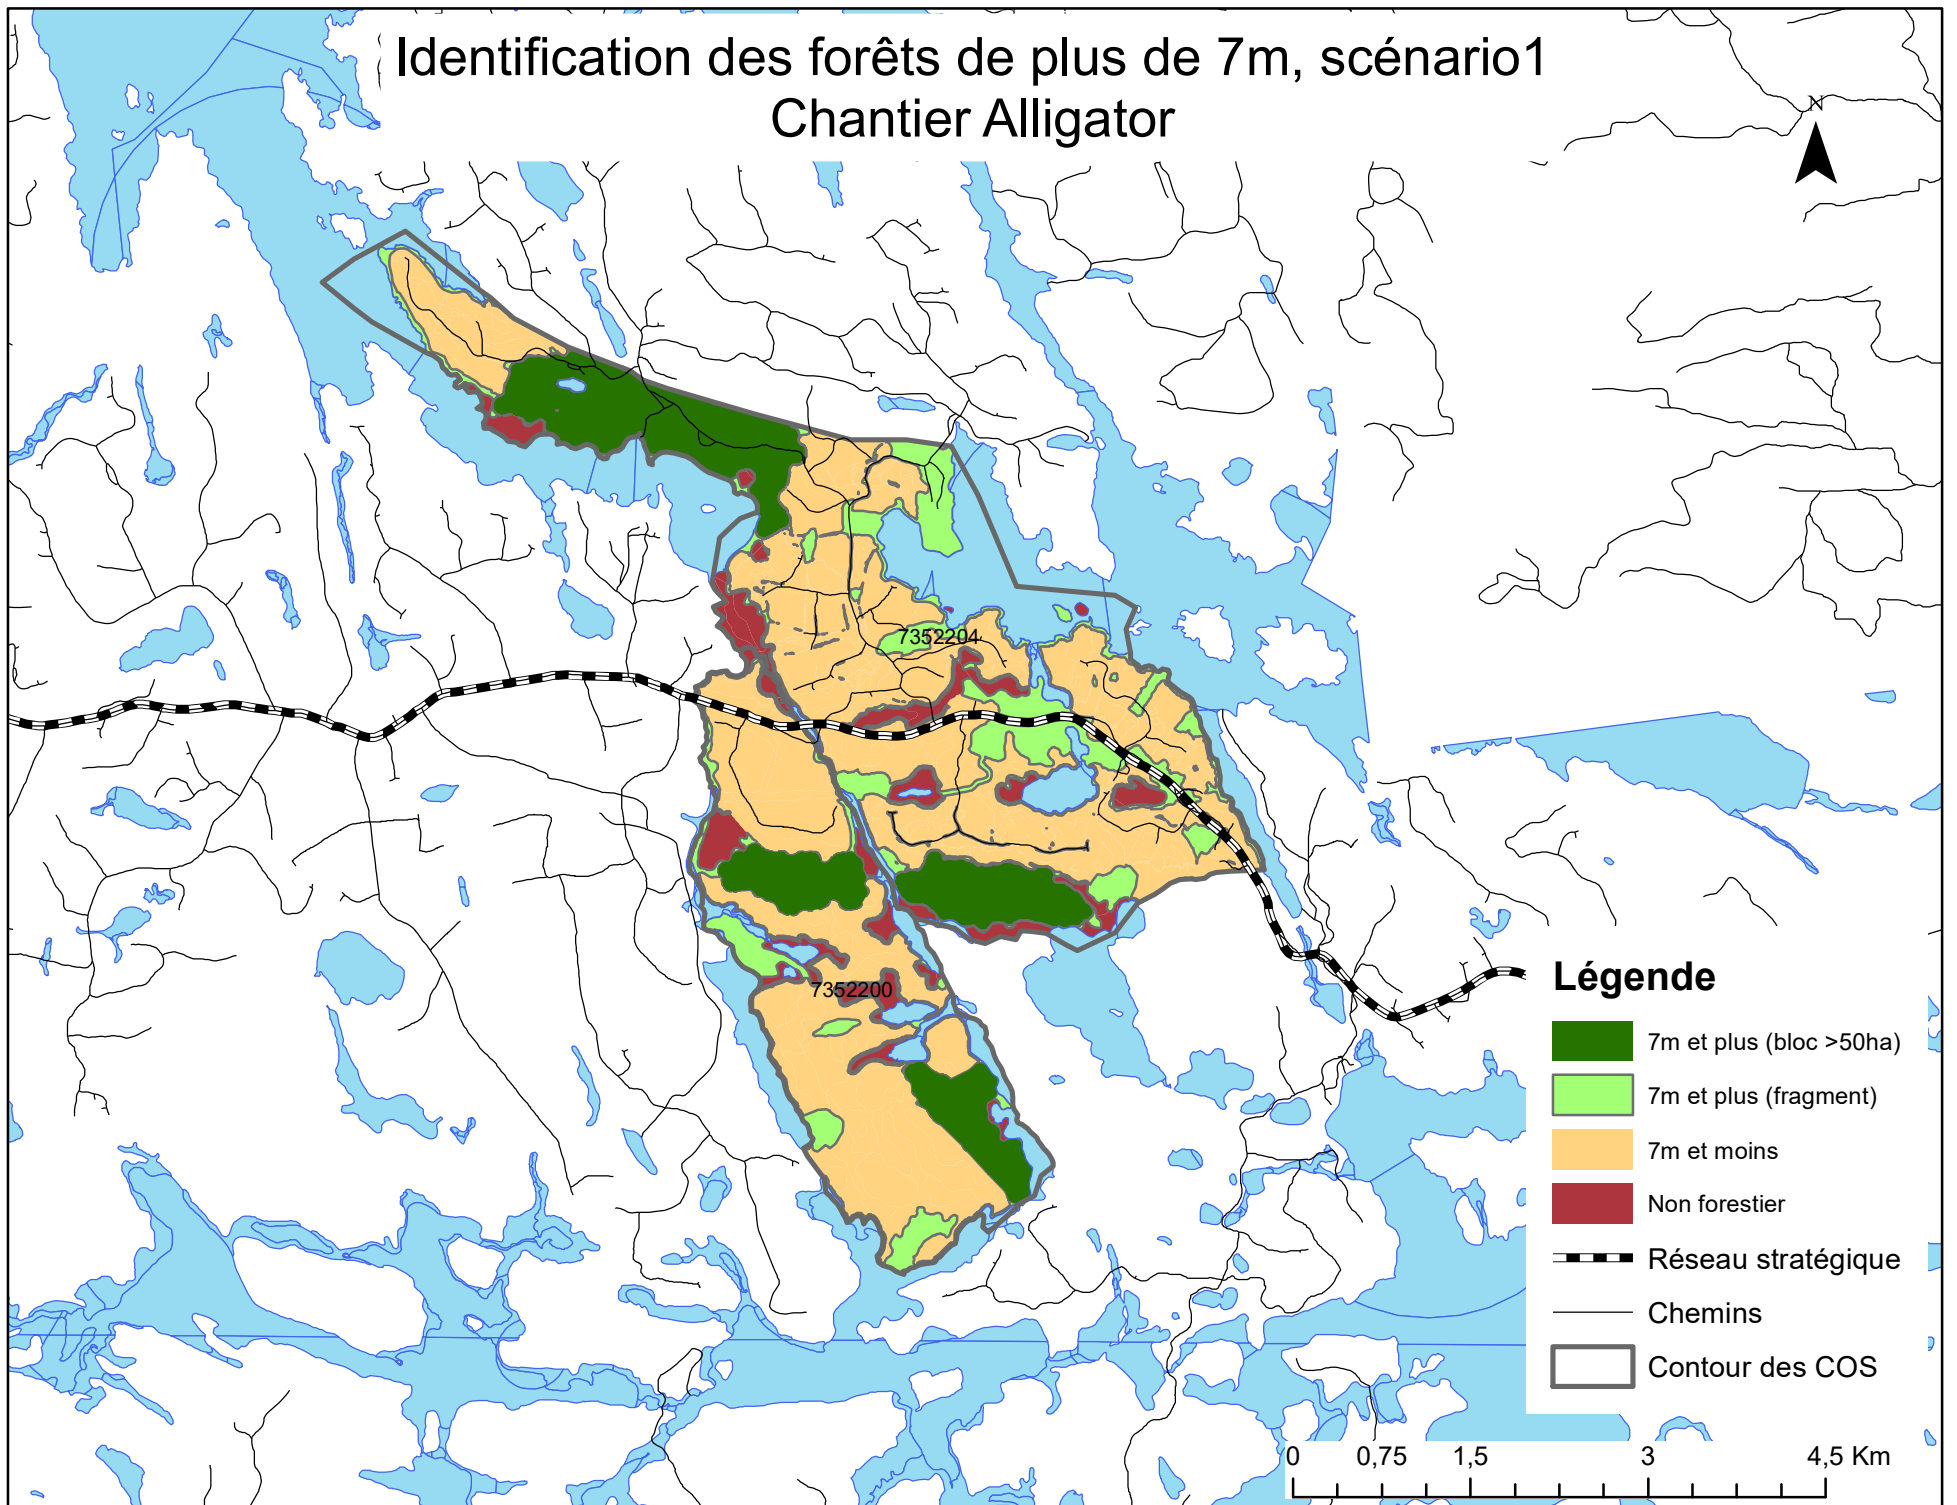 Identification des forêts de plus de 7m, scénario1
Chantier Alligator
N
7352204
7352200
Légende
7m et plus (bloc >50ha)
7m et plus (fragment)
7m et moins
Non forestier
Réseau stratégique
Chemins
Contour des COS
0 0,75 1,5 3 4,5 Km